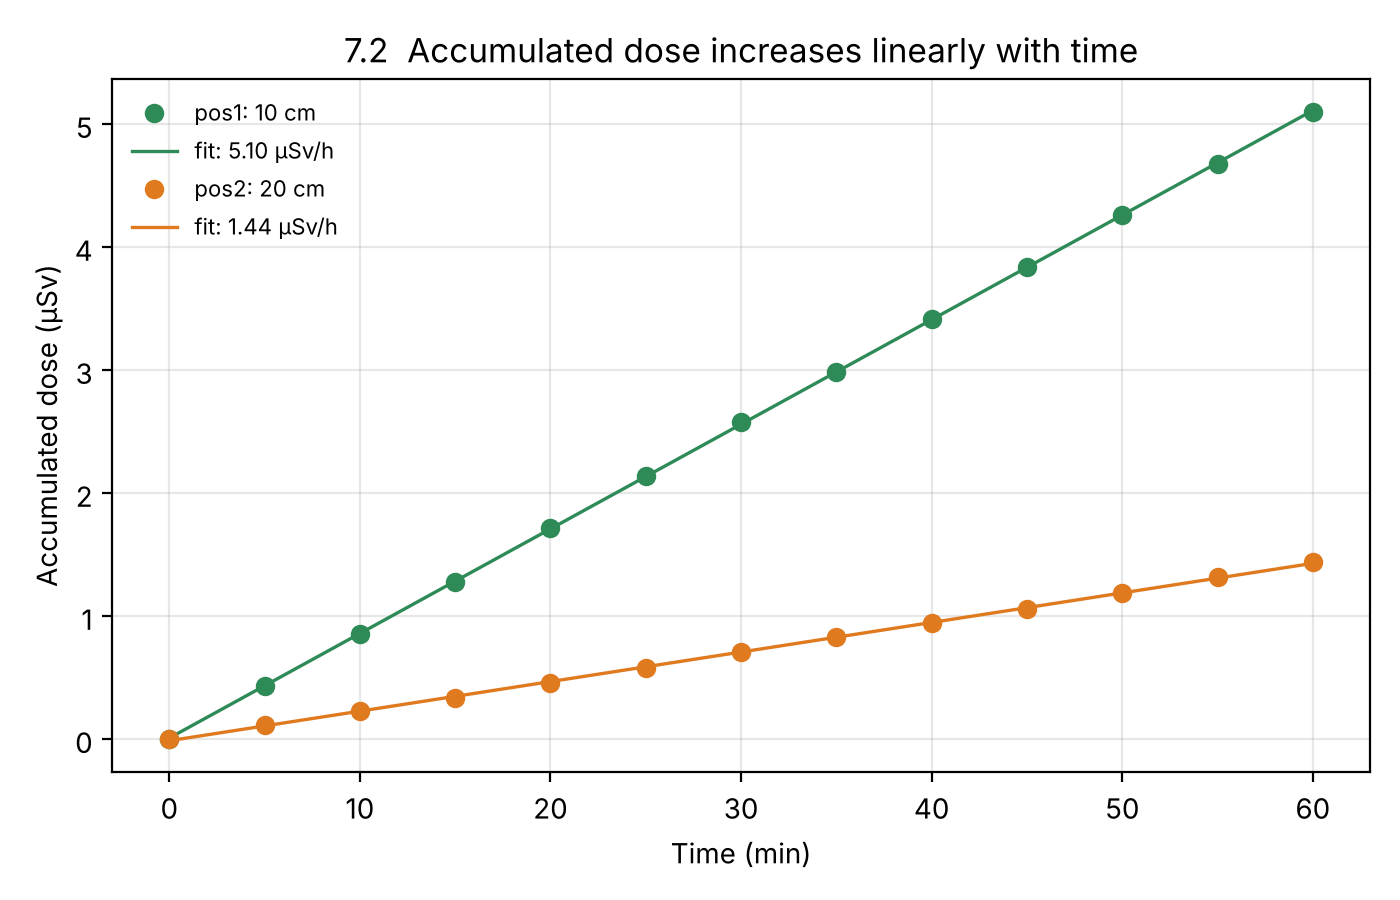 7.2 Accumulated dose increases linearly with time
pos1: 10 cm
fit: 5.10 μSv/h
pos2: 20 cm
fit: 1.44 μSv/h
Accumulated dose (μSv)
5
4
3
2
1
0
0 10 20 30 40 50 60
Time (min)